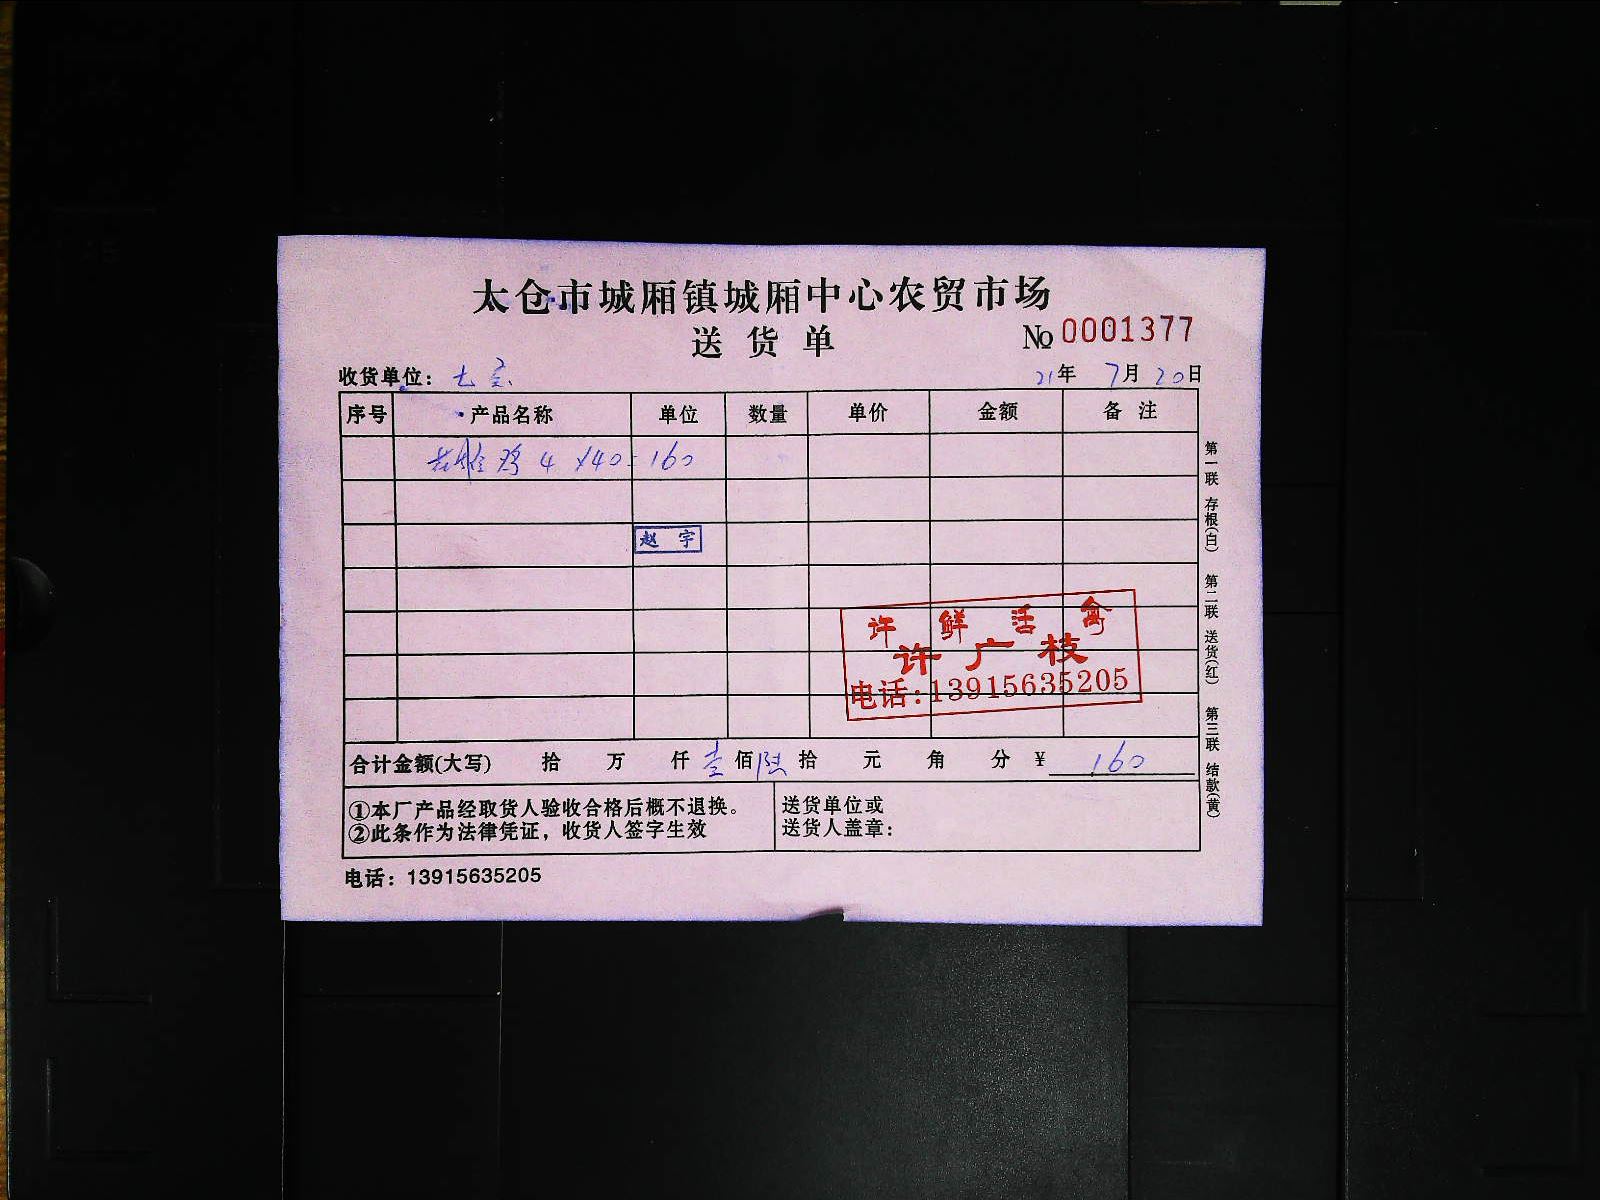 太仓市城厢镇城厢中心农贸市场
送货单 № 0001377
收货单位： 21年 7月 20日
序号 产品名称 单位 数量 单价 金额 备注
鸡 4 ×40=160
赵宇
许鲜活禽
许广枝
电话:13915635205
合计金额(大写) 拾 万 仟 壹佰 陆拾 元 角 分 ¥ 160
①本厂产品经取货人验收合格后概不退换。
②此条作为法律凭证，收货人签字生效
送货单位或
送货人盖章：
电话：13915635205
第一联 存根(白) 第二联 送货(红) 第三联 结款(黄)